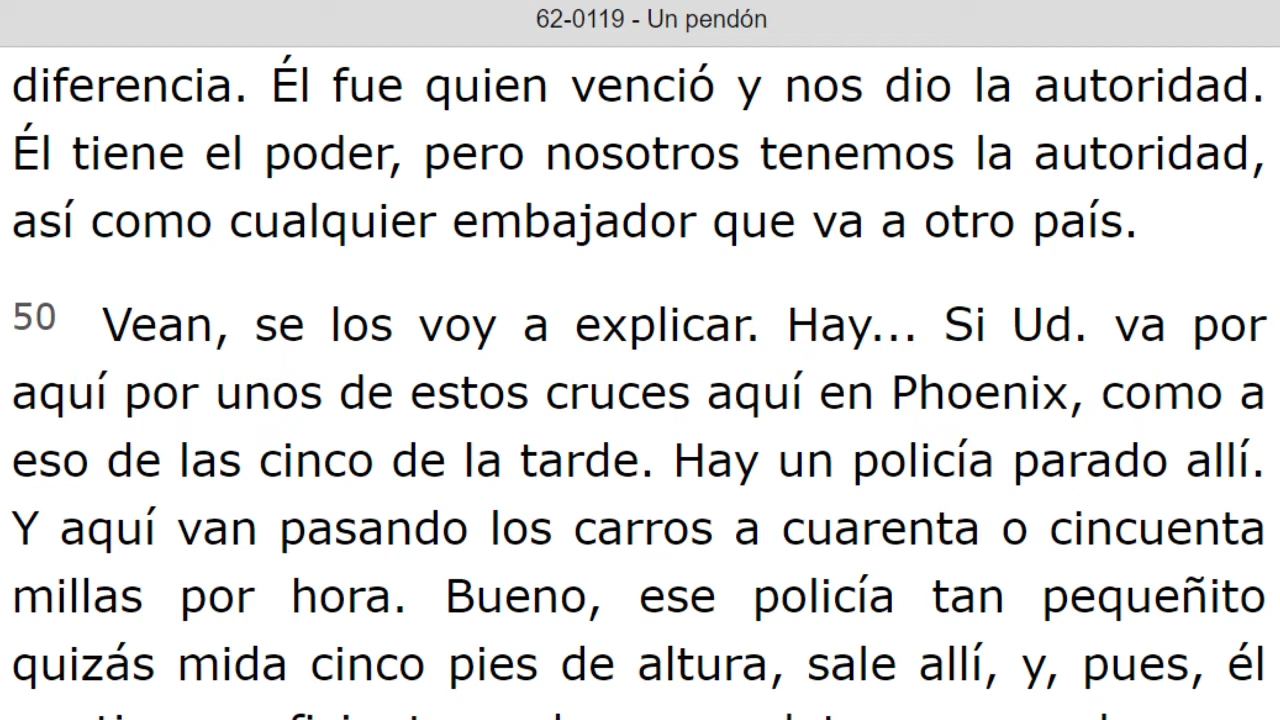 62-0119 - Un pendón
diferencia. Él fue quien venció y nos dio la autoridad.
Él tiene el poder, pero nosotros tenemos la autoridad,
así como cualquier embajador que va a otro país.
50 Vean, se los voy a explicar. Hay... Si Ud. va por
aquí por unos de estos cruces aquí en Phoenix, como a
eso de las cinco de la tarde. Hay un policía parado allí.
Y aquí van pasando los carros a cuarenta o cincuenta
millas por hora. Bueno, ese policía tan pequeñito
quizás mida cinco pies de altura, sale allí, y, pues, él